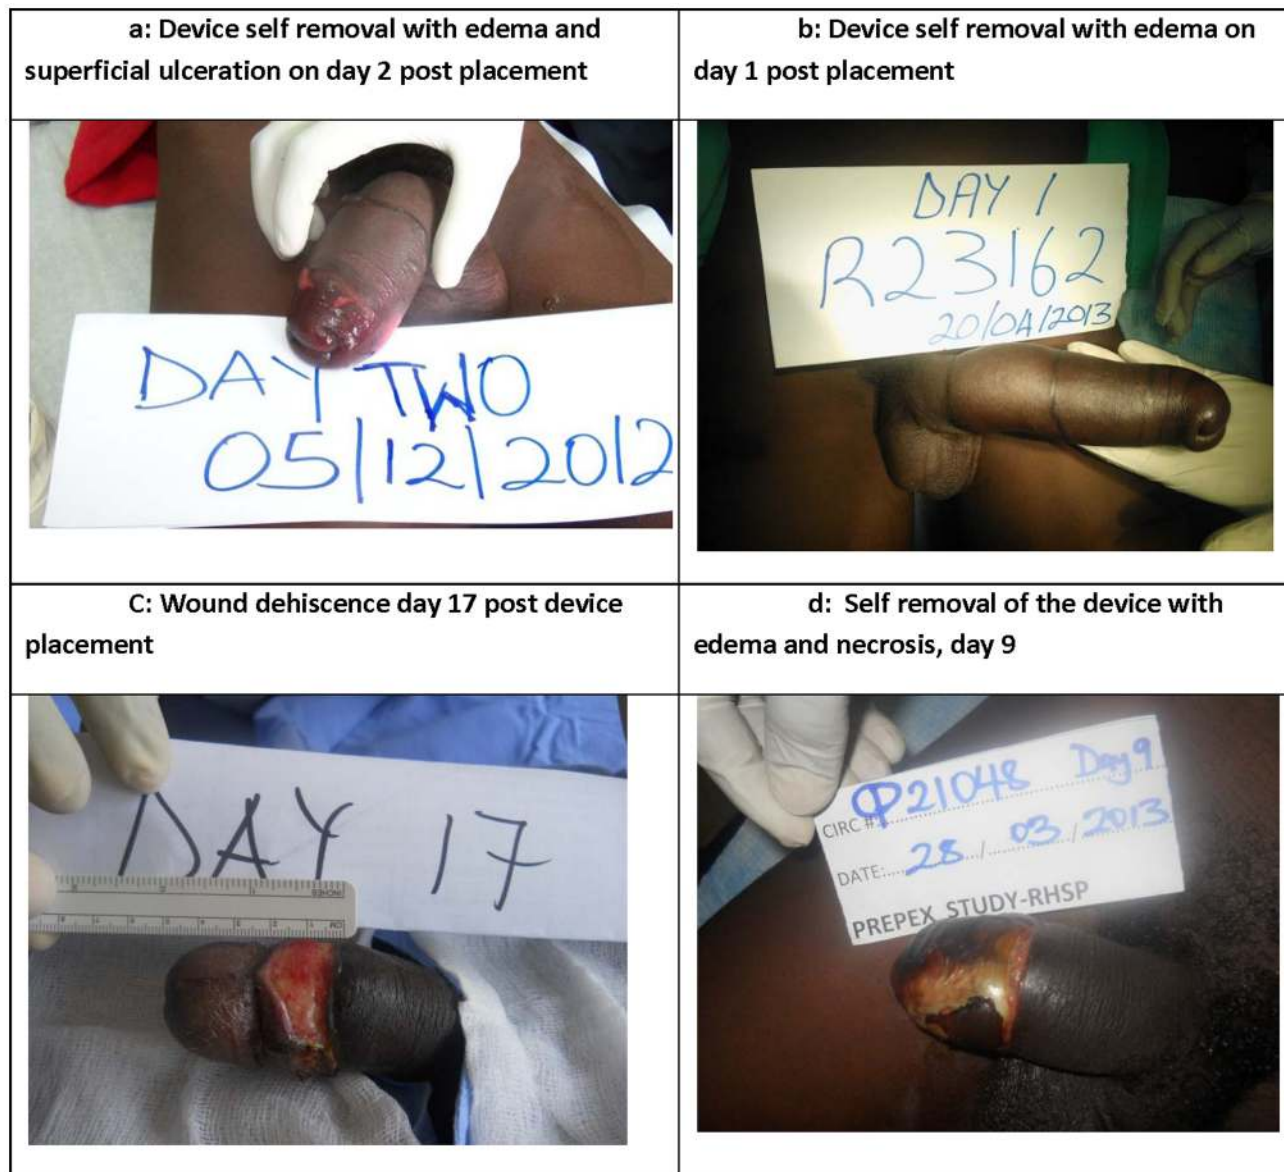 a: Device self removal with edema and
superficial ulceration on day 2 post placement
b: Device self removal with edema on
day 1 post placement
DAY TWO
05/12/2012
DAY 1
R23162
20/04/2013
C: Wound dehiscence day 17 post device
placement
d: Self removal of the device with
edema and necrosis, day 9
DAY 17
INCHES
CM
CIRC #: P21048 Day 9
DATE: 28 / 03 / 2013
PREPEX STUDY-RHSP